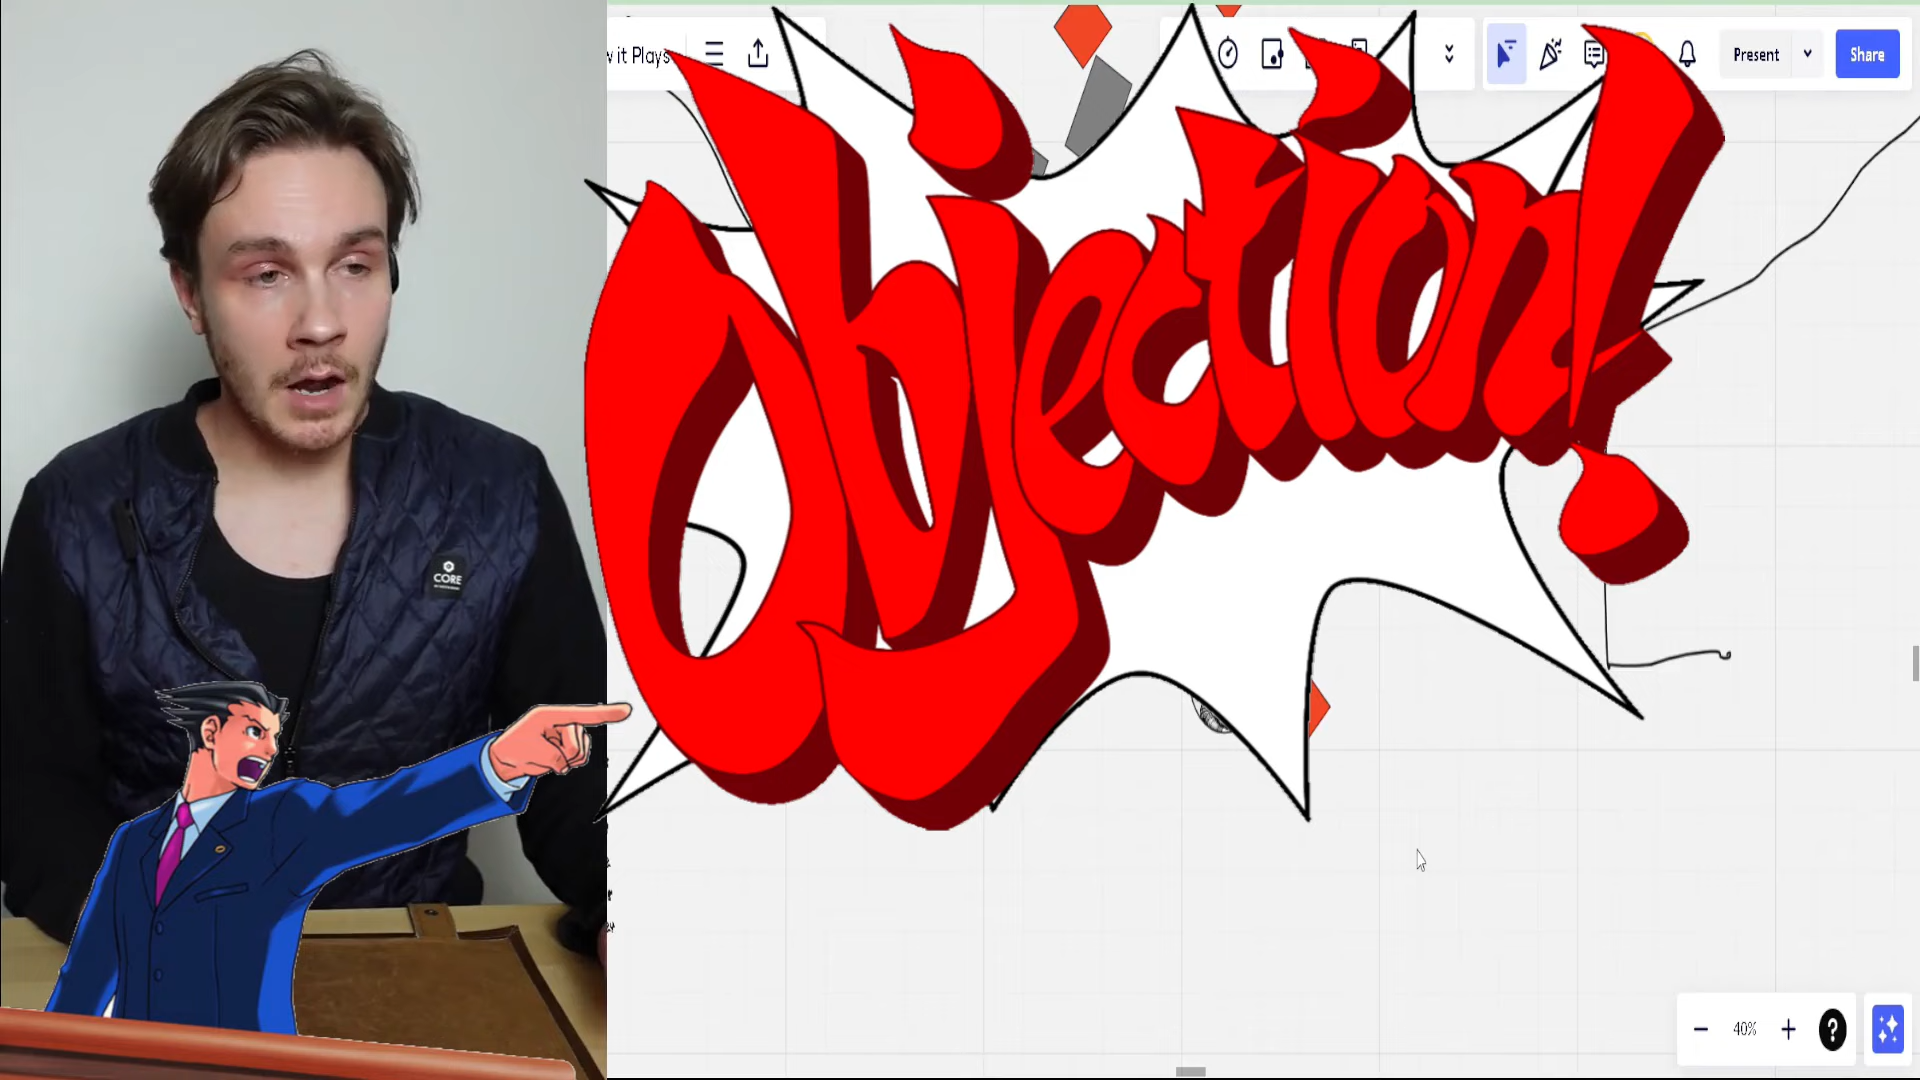 w it Plays
Present
Share
Objection!
CORE
40%
?